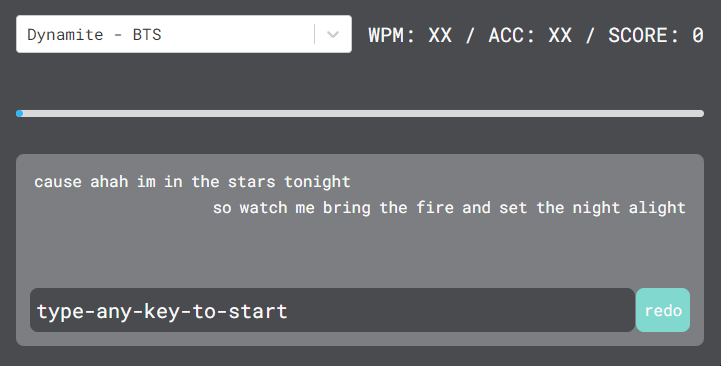 Dynamite - BTS
WPM: XX / ACC: XX / SCORE: 0
cause ahah im in the stars tonight
so watch me bring the fire and set the night alight
type-any-key-to-start
redo